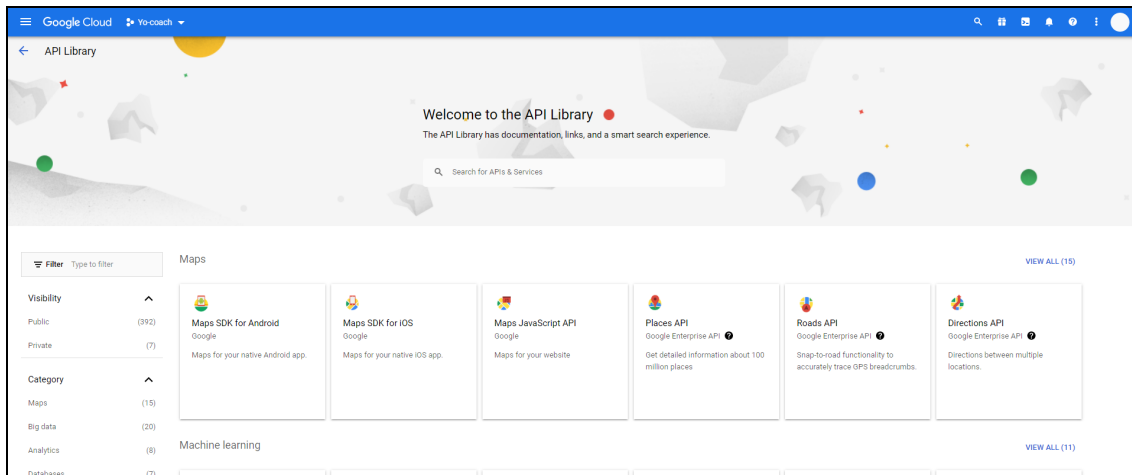 Google Cloud
Yo-coach
API Library
Welcome to the API Library
The API Library has documentation, links, and a smart search experience.
Search for APIs & Services
Filter Type to filter
Visibility
Public (392)
Private (7)
Category
Maps (15)
Big data (20)
Analytics (8)
Databases (7)
Maps
VIEW ALL (15)
Maps SDK for Android
Google
Maps for your native Android app.
Maps SDK for iOS
Google
Maps for your native iOS app.
Maps JavaScript API
Google
Maps for your website
Places API
Google Enterprise API
Get detailed information about 100
million places
Roads API
Google Enterprise API
Snap-to-road functionality to
accurately trace GPS breadcrumbs.
Directions API
Google Enterprise API
Directions between multiple
locations.
Machine learning
VIEW ALL (11)